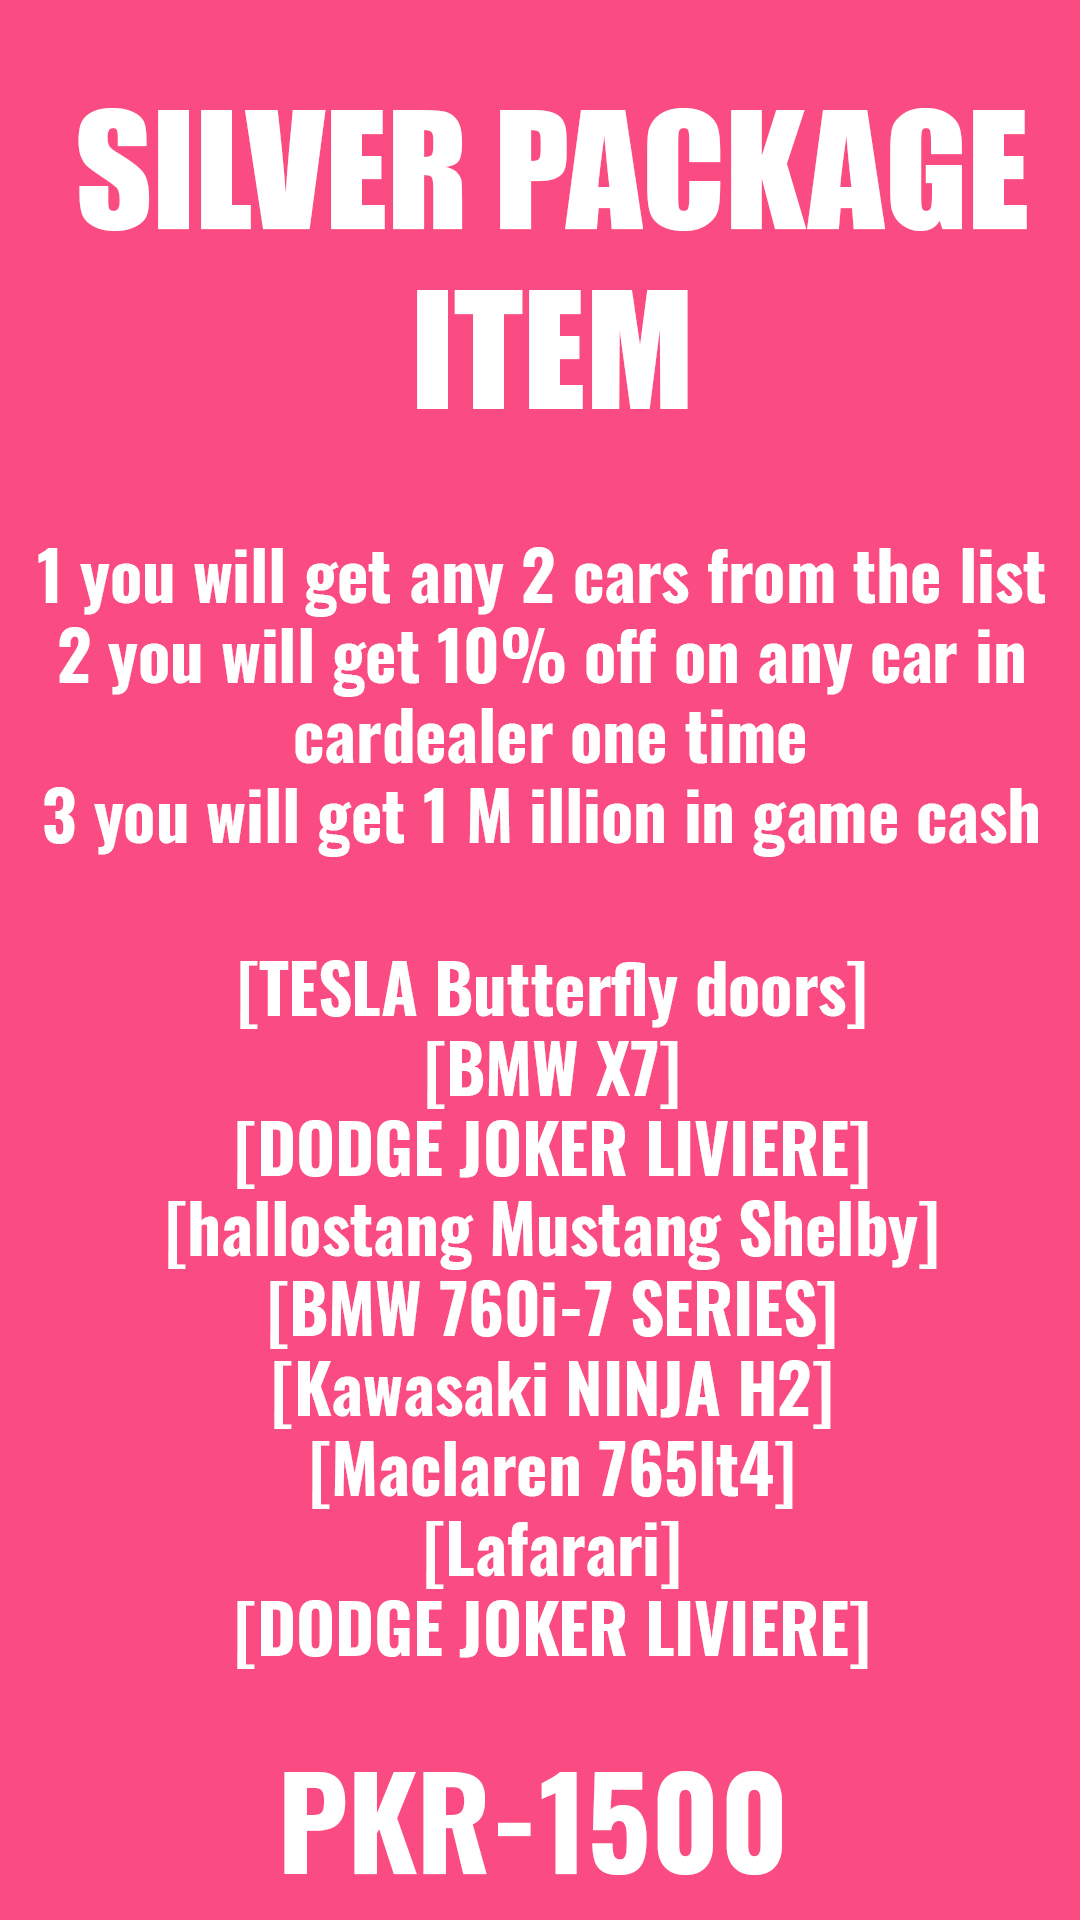 SILVER PACKAGE
ITEM
1 you will get any 2 cars from the list
2 you will get 10% off on any car in
cardealer one time
3 you will get 1 M illion in game cash
[TESLA Butterfly doors]
[BMW X7]
[DODGE JOKER LIVIERE]
[hallostang Mustang Shelby]
[BMW 760i-7 SERIES]
[Kawasaki NINJA H2]
[Maclaren 765lt4]
[Lafarari]
[DODGE JOKER LIVIERE]
PKR-1500